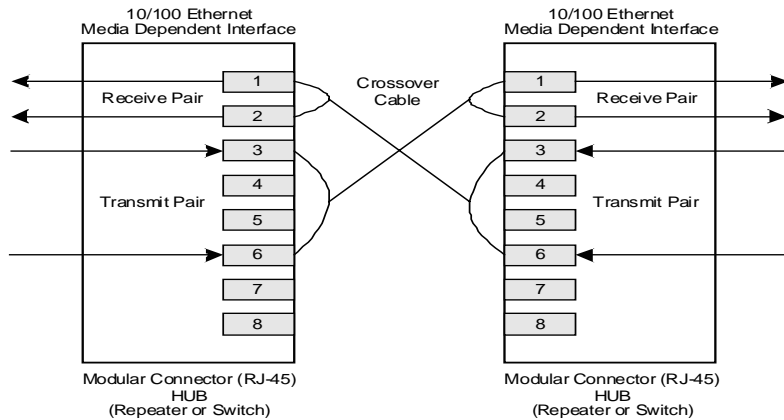 10/100 Ethernet
Media Dependent Interface
10/100 Ethernet
Media Dependent Interface
1
Receive Pair
2
3
4
Transmit Pair
5
6
7
8
Crossover
Cable
1
Receive Pair
2
3
4
Transmit Pair
5
6
7
8
Modular Connector (RJ-45)
HUB
(Repeater or Switch)
Modular Connector (RJ-45)
HUB
(Repeater or Switch)